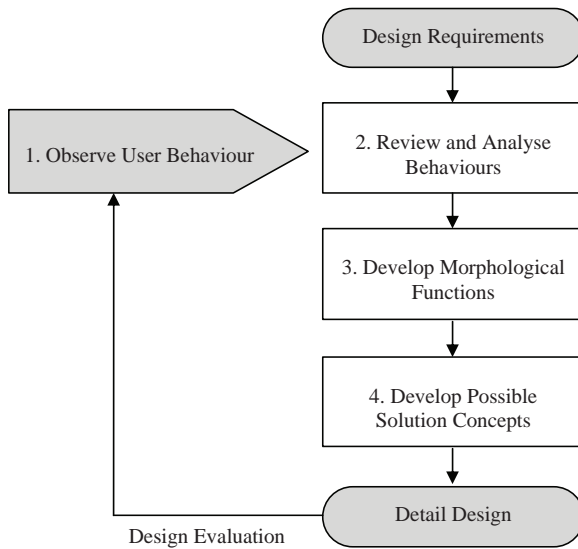 Design Requirements
1. Observe User Behaviour
2. Review and Analyse
Behaviours
3. Develop Morphological
Functions
4. Develop Possible
Solution Concepts
Detail Design
Design Evaluation